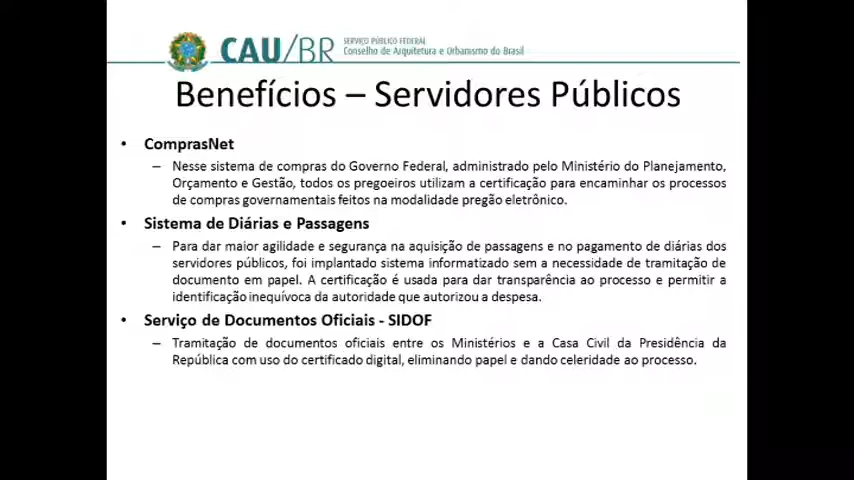 CAU/BR
SERVIÇO PÚBLICO FEDERAL
Conselho de Arquitetura e Urbanismo do Brasil
Benefícios – Servidores Públicos
• ComprasNet
– Nesse sistema de compras do Governo Federal, administrado pelo Ministério do Planejamento,
Orçamento e Gestão, todos os pregoeiros utilizam a certificação para encaminhar os processos
de compras governamentais feitos na modalidade pregão eletrônico.
• Sistema de Diárias e Passagens
– Para dar maior agilidade e segurança na aquisição de passagens e no pagamento de diárias dos
servidores públicos, foi implantado sistema informatizado sem a necessidade de tramitação de
documento em papel. A certificação é usada para dar transparência ao processo e permitir a
identificação inequívoca da autoridade que autorizou a despesa.
• Serviço de Documentos Oficiais - SIDOF
– Tramitação de documentos oficiais entre os Ministérios e a Casa Civil da Presidência da
República com uso do certificado digital, eliminando papel e dando celeridade ao processo.